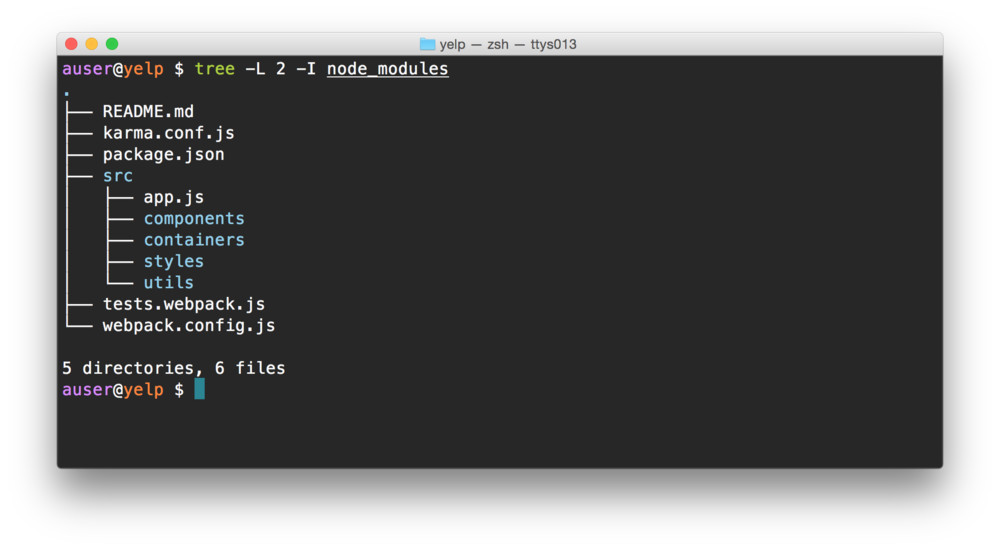 yelp — zsh — ttys013
auser@yelp $ tree -L 2 -I node_modules
.
├── README.md
├── karma.conf.js
├── package.json
├── src
│   ├── app.js
│   ├── components
│   ├── containers
│   ├── styles
│   └── utils
├── tests.webpack.js
└── webpack.config.js
5 directories, 6 files
auser@yelp $